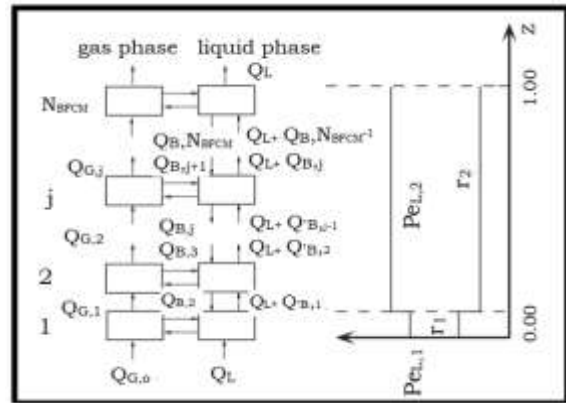 gas phase liquid phase
Q_L
N_BFCM
Q_B,N_BFCM Q_L+ Q_B,N_BFCM-1
Q_G,j Q_B,j+1 Q_L+ Q_B,j
j
Q_G,2 Q_B,j Q_L+ Q'_B,j-1
Q_B,3 Q_L+ Q'_B,2
2
Q_G,1 Q_B,2 Q_L+ Q'_B,1
1
Q_G,o Q_L
Z
1.00
Pe_L,2
r_2
0.00
r_1
Pe_L,1